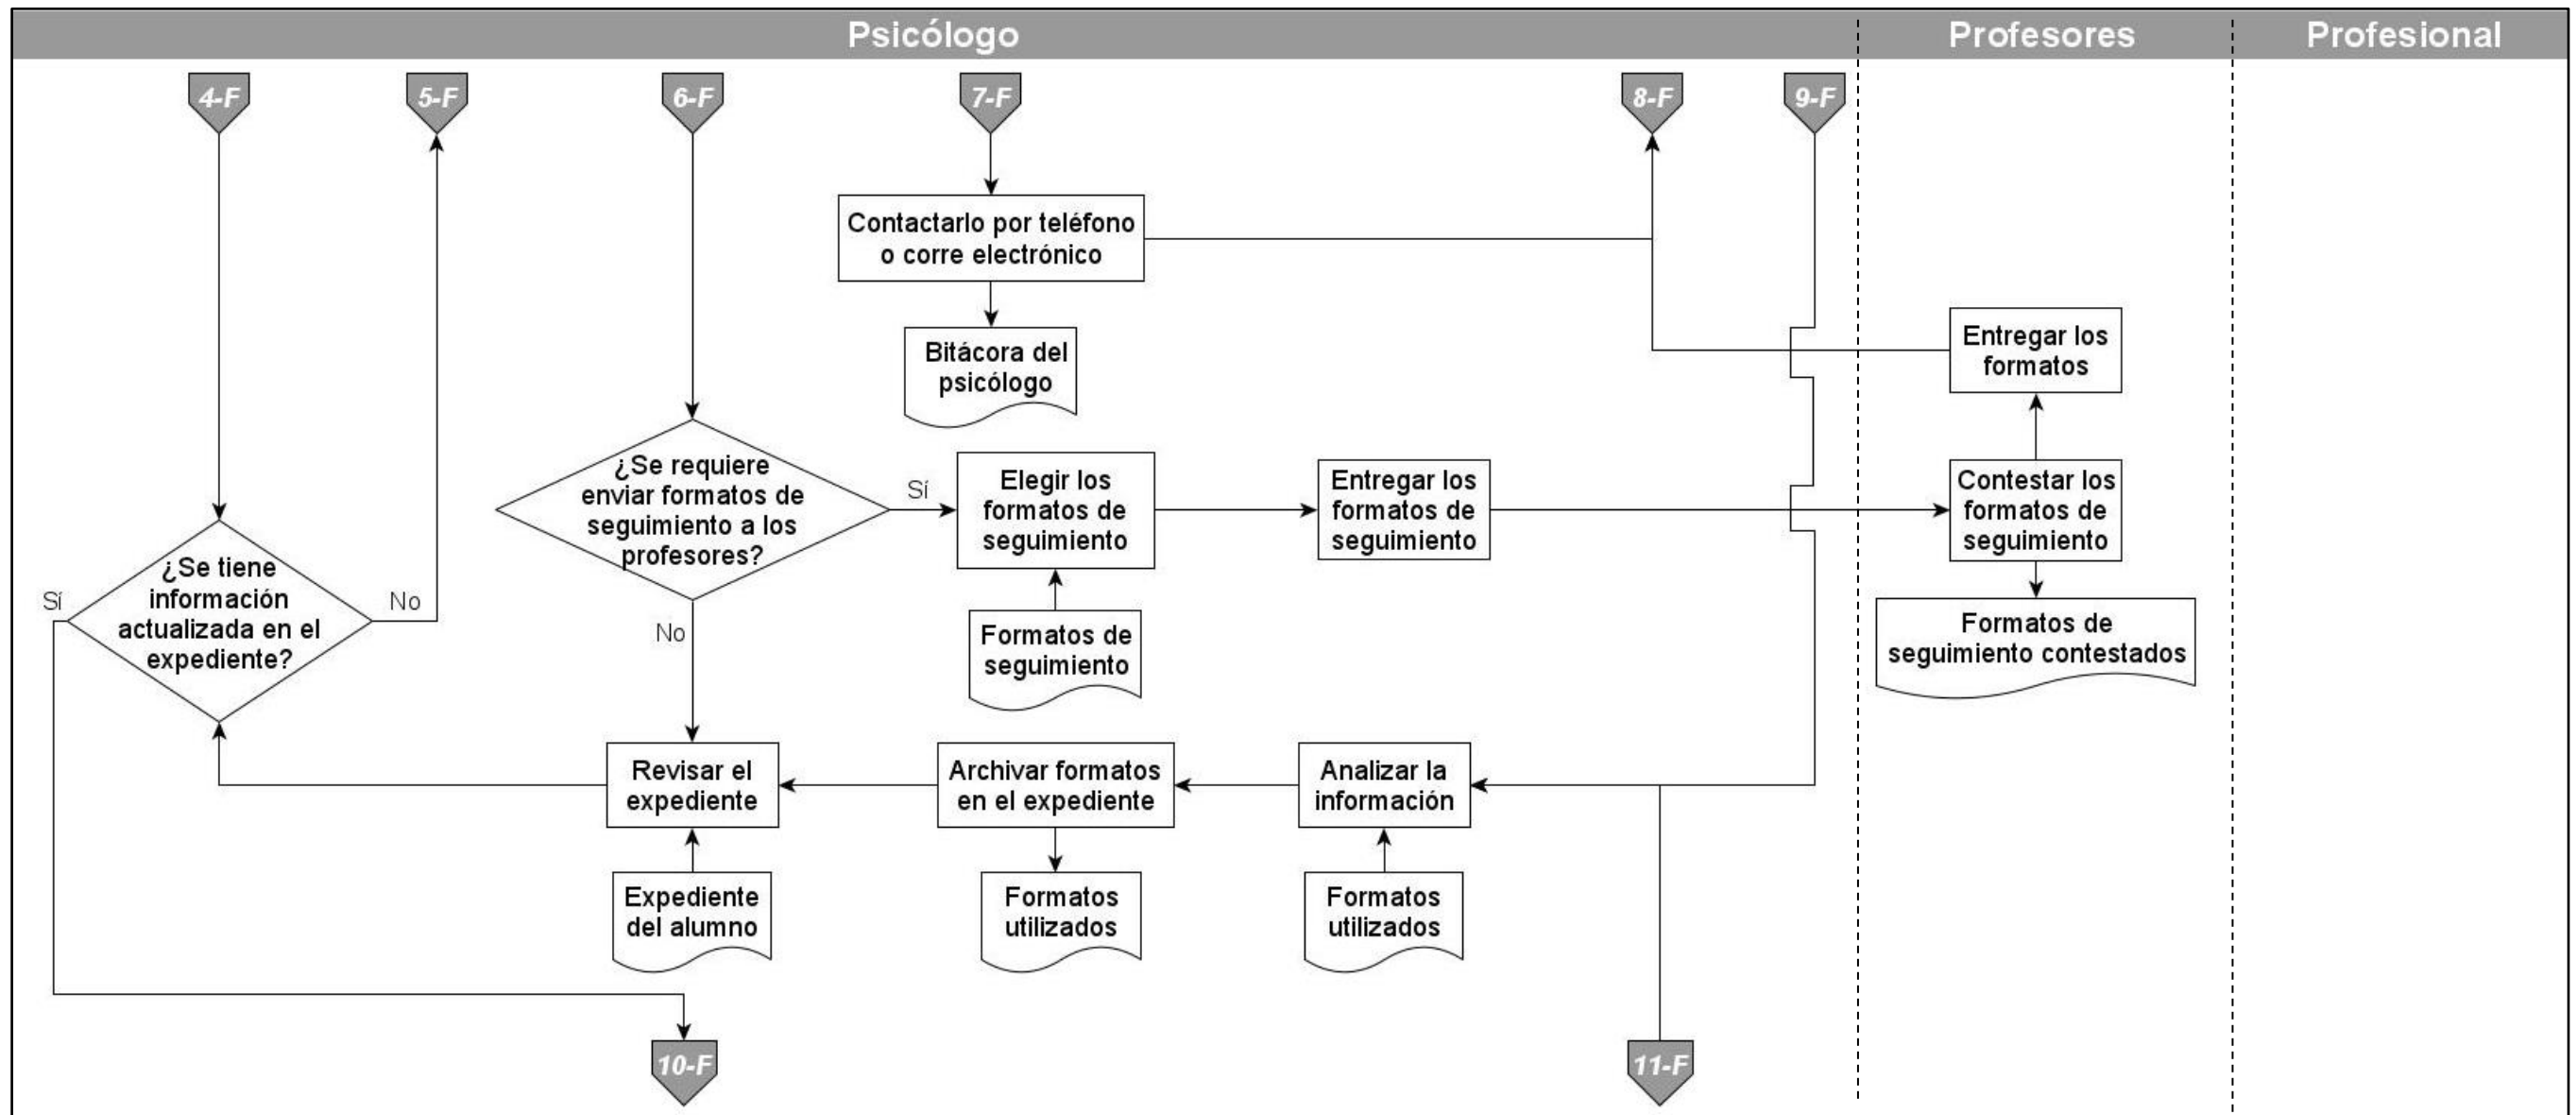 Psicólogo
Profesores
Profesional
4-F
5-F
6-F
7-F
8-F
9-F
Contactarlo por teléfono
o corre electrónico
Bitácora del
psicólogo
Entregar los
formatos
¿Se requiere
enviar formatos de
seguimiento a los
profesores?
Sí
No
Elegir los
formatos de
seguimiento
Entregar los
formatos de
seguimiento
Contestar los
formatos de
seguimiento
¿Se tiene
información
actualizada en el
expediente?
Sí
No
Formatos de
seguimiento
Formatos de
seguimiento contestados
Revisar el
expediente
Archivar formatos
en el expediente
Analizar la
información
Expediente
del alumno
Formatos
utilizados
Formatos
utilizados
10-F
11-F